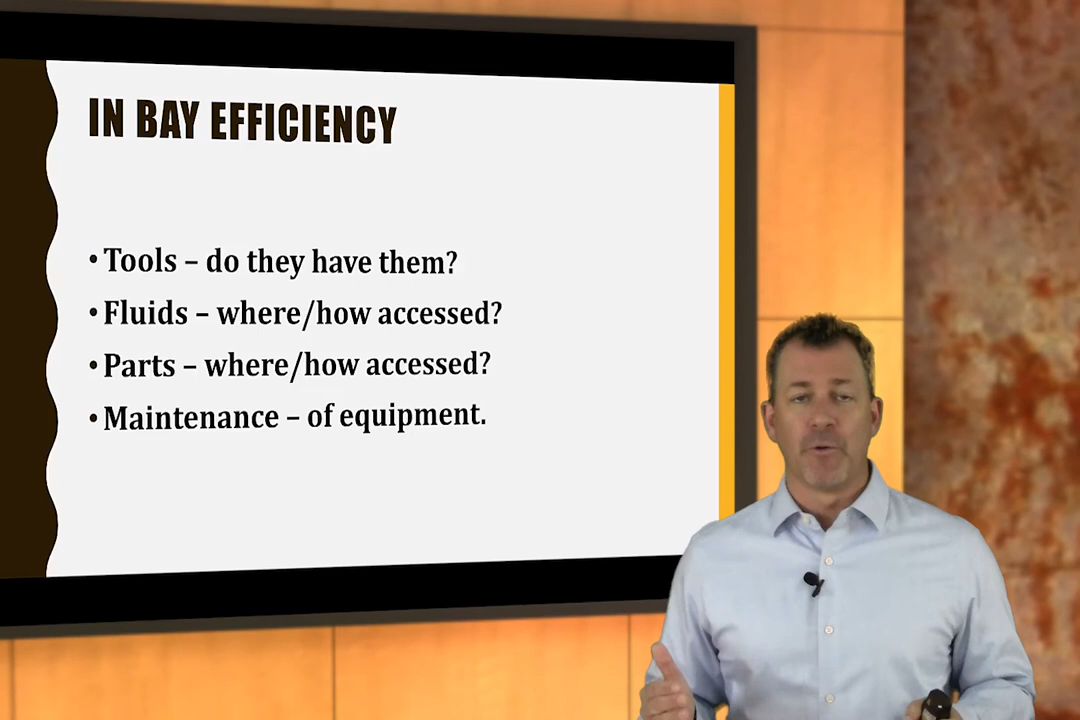 IN BAY EFFICIENCY
• Tools – do they have them?
• Fluids – where/how accessed?
• Parts – where/how accessed?
• Maintenance – of equipment.